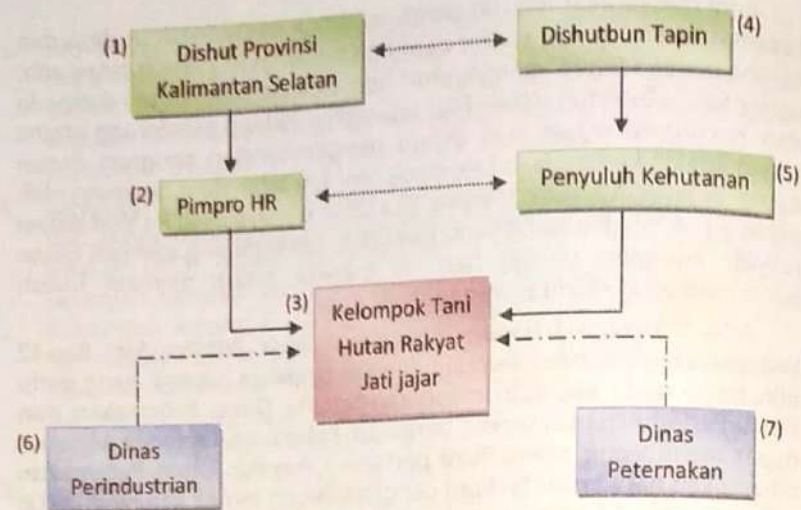 (1)
Dishut Provinsi
Kalimantan Selatan
Dishutbun Tapin
(4)
(2)
Pimpro HR
Penyuluh Kehutanan
(5)
(3)
Kelompok Tani
Hutan Rakyat
Jati jajar
(6)
Dinas
Perindustrian
Dinas
Peternakan
(7)